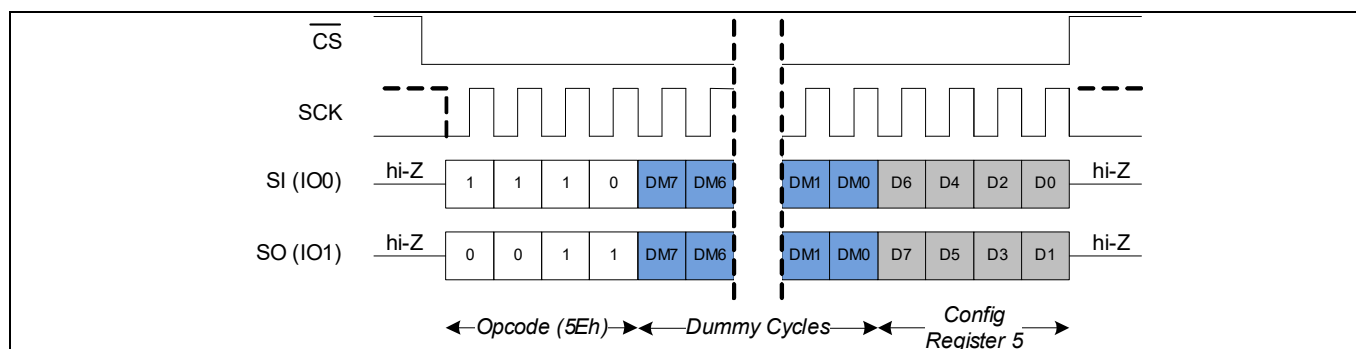 CS
SCK
hi-Z hi-Z
SI (IO0) 1 1 1 0 DM7 DM6 DM1 DM0 D6 D4 D2 D0
hi-Z hi-Z
SO (IO1) 0 0 1 1 DM7 DM6 DM1 DM0 D7 D5 D3 D1
Opcode (5Eh) Dummy Cycles Config
Register 5